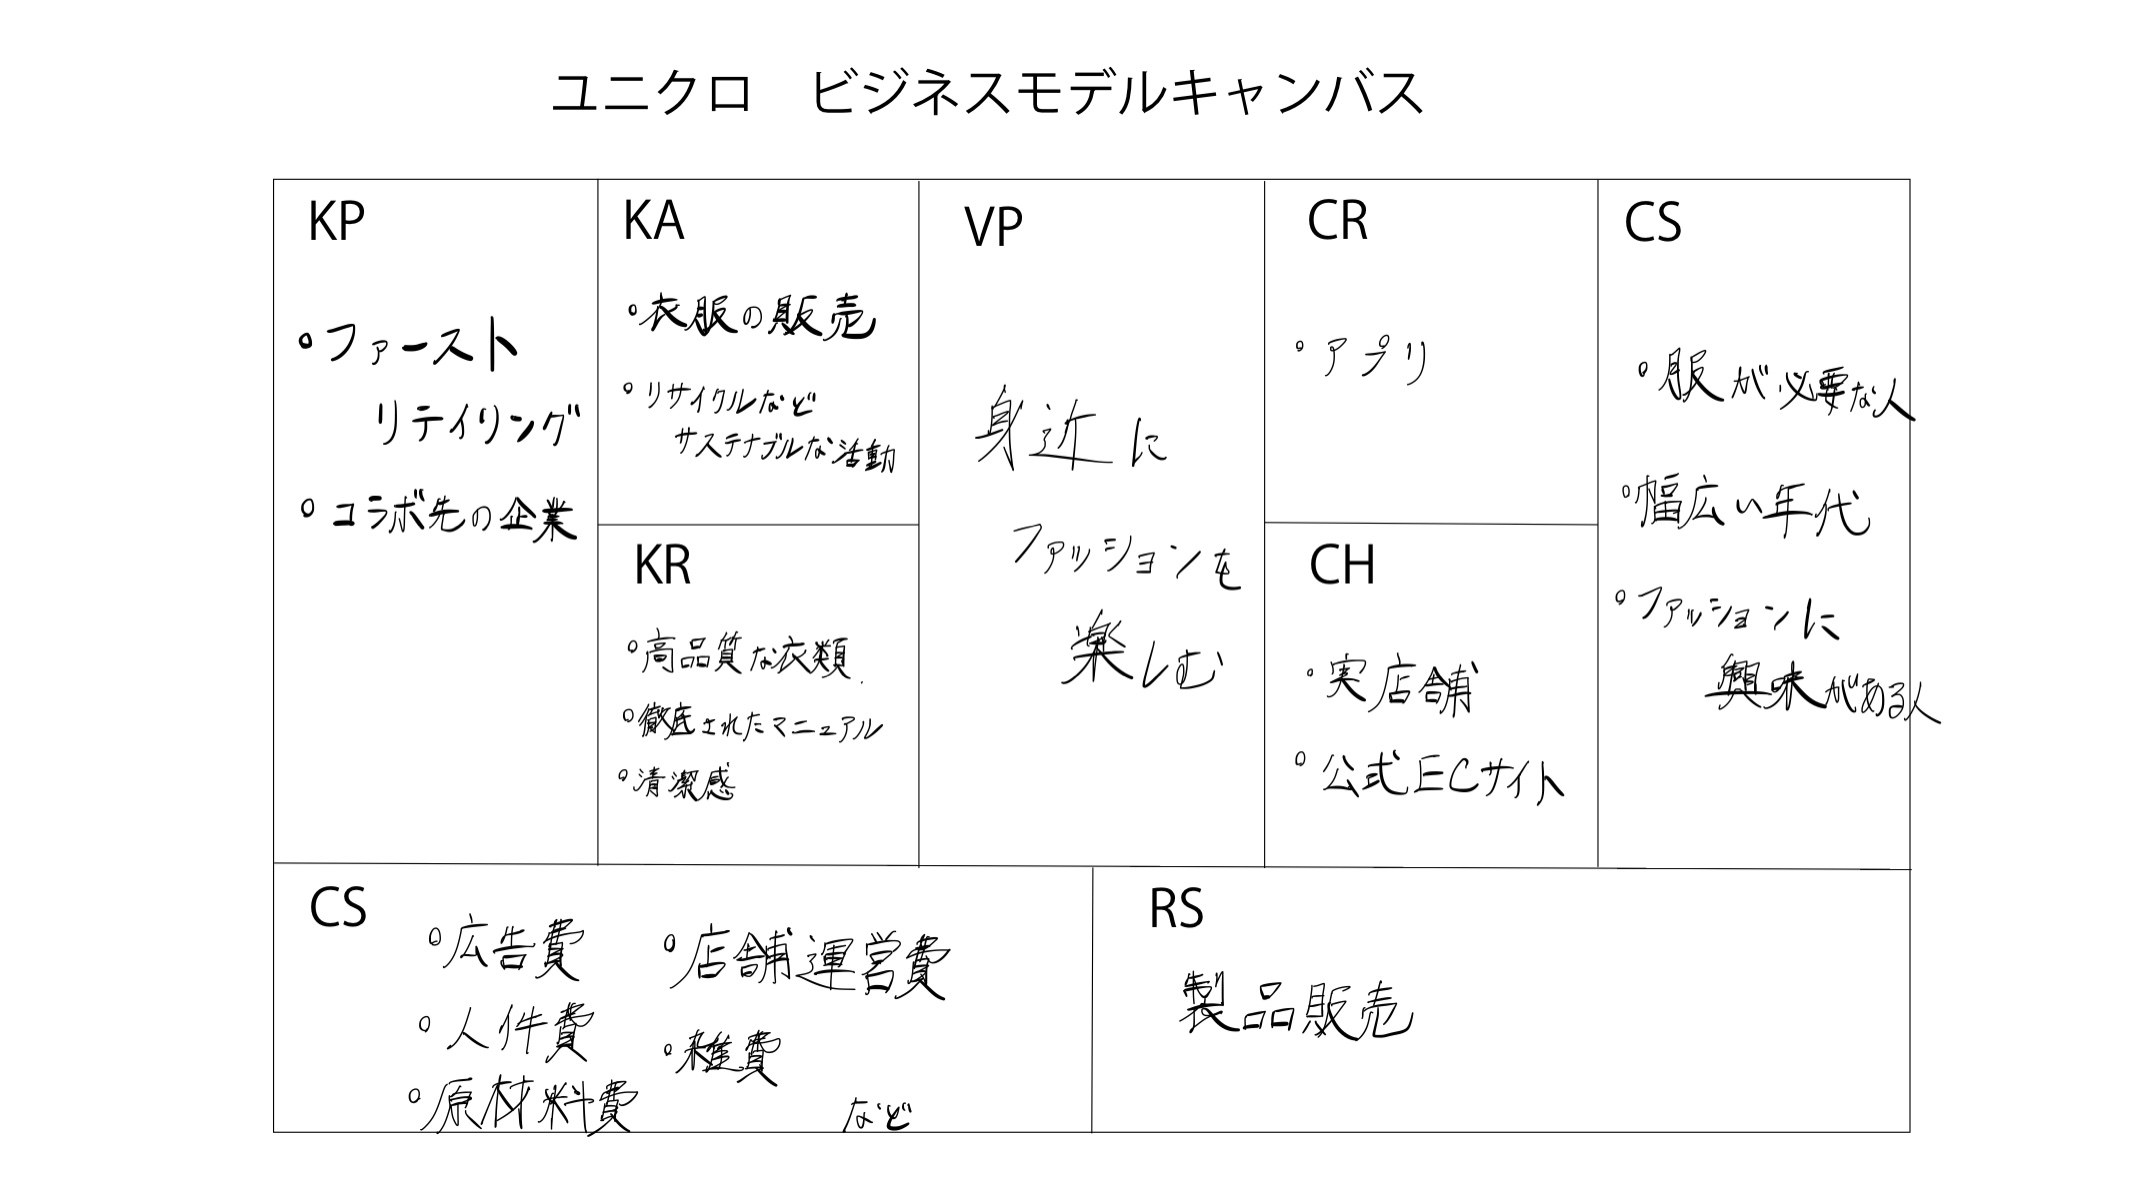 ユニクロ　ビジネスモデルキャンバス
KP
・ファースト
リテイリング
・コラボ先の企業
KA
・衣服の販売
・リサイクルなど
サステナブルな活動
KR
・高品質な衣類
・徹底されたマニュアル
・清潔感
VP
身近に
ファッションを
楽しむ
CR
・アプリ
CH
・実店舗
・公式ECサイト
CS
・服が必要な人
・幅広い年代
・ファッションに
興味がある人
CS
・広告費
・人件費
・原材料費
・店舗運営費
・雑費
など
RS
製品販売